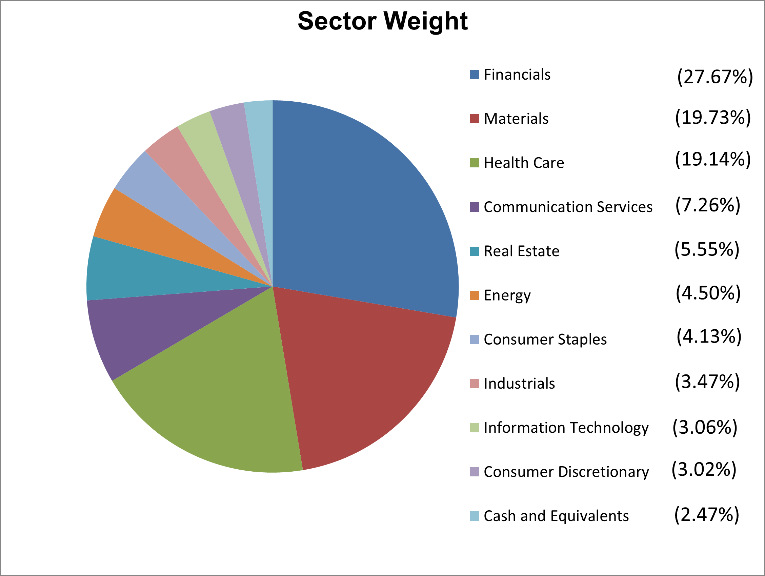 Sector Weight
Financials (27.67%)
Materials (19.73%)
Health Care (19.14%)
Communication Services (7.26%)
Real Estate (5.55%)
Energy (4.50%)
Consumer Staples (4.13%)
Industrials (3.47%)
Information Technology (3.06%)
Consumer Discretionary (3.02%)
Cash and Equivalents (2.47%)